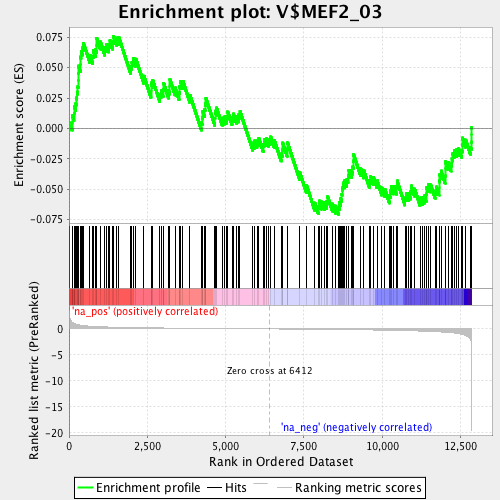 Enrichment plot: V$MEF2_03
Enrichment score (ES)
0.075
0.050
0.025
0.000
-0.025
-0.050
-0.075
'na_pos' (positively correlated)
Ranked list metric (PreRanked)
0
-5
-10
-15
-20
Zero cross at 6412
'na_neg' (negatively correlated)
0
2,500
5,000
7,500
10,000
12,500
Rank in Ordered Dataset
Enrichment profile
Hits
Ranking metric scores